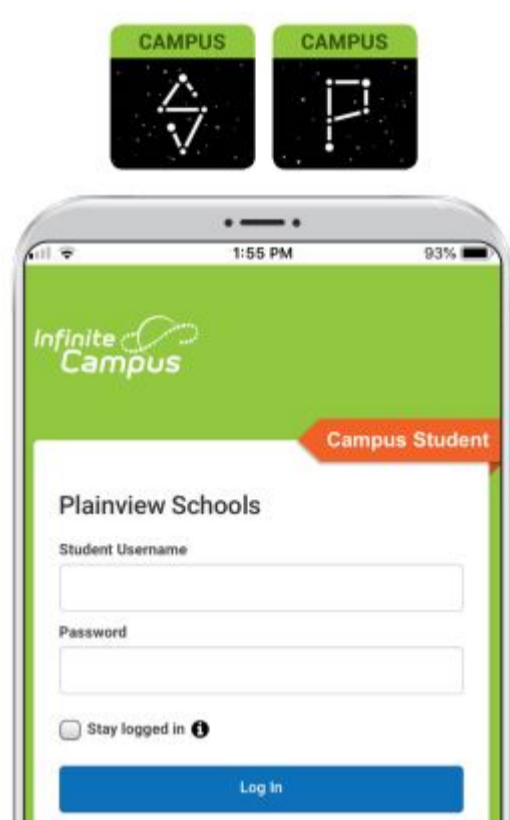 CAMPUS CAMPUS
1:55 PM 93%
Infinite
Campus
Campus Student
Plainview Schools
Student Username
Password
Stay logged in
Log In